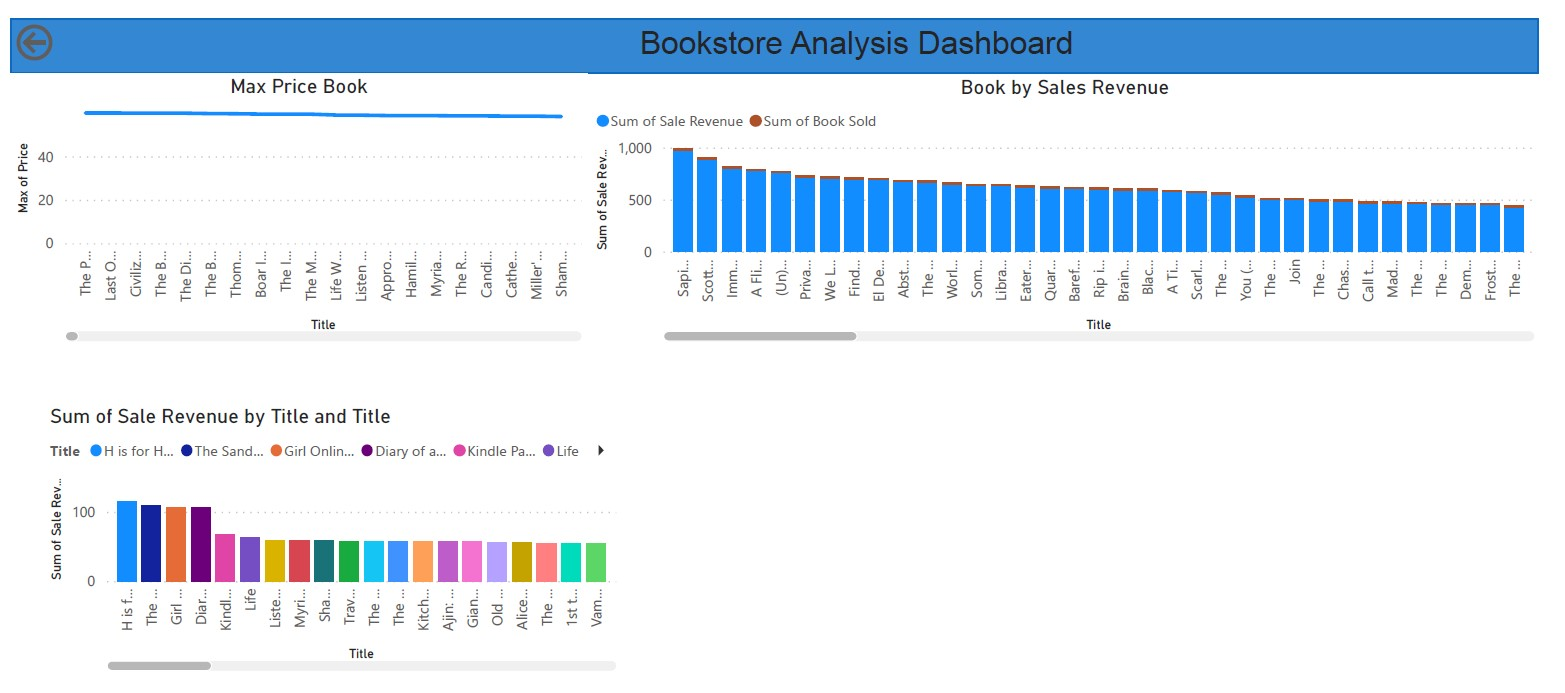 Bookstore Analysis Dashboard
Max Price Book
Max of Price
40
20
0
The P...
Last O...
Civiliz...
The B...
The Di...
The B...
Thom...
Boar I...
The I...
The M...
Life W...
Listen ...
Appro...
Hamil...
Myria...
The R...
Candi...
Cathe...
Miller' ...
Sham...
Title
Book by Sales Revenue
Sum of Sale Revenue Sum of Book Sold
Sum of Sale Rev...
1,000
500
0
Sapi...
Scott...
Imm...
A Fli...
(Un)...
Priva...
We L...
Find...
El De...
Abst...
The ...
Worl...
Som...
Libra...
Eater...
Quar...
Baref...
Rip i...
Brain...
Blac...
A Ti...
Scarl...
The ...
You (...
The ...
Join
The ...
Chas...
Call t...
Mad...
The ...
The ...
Dem...
Frost...
The ...
Title
Sum of Sale Revenue by Title and Title
Title H is for H... The Sand... Girl Onlin... Diary of a... Kindle Pa... Life
Sum of Sale Rev...
100
0
H is f...
The ...
Girl ...
Diar...
Kindl...
Life
Liste...
Myri...
Sha...
Trav...
The ...
The ...
Kitch...
Ajin: ...
Gian...
Old ...
Alice...
The ...
1st t...
Vam...
Title